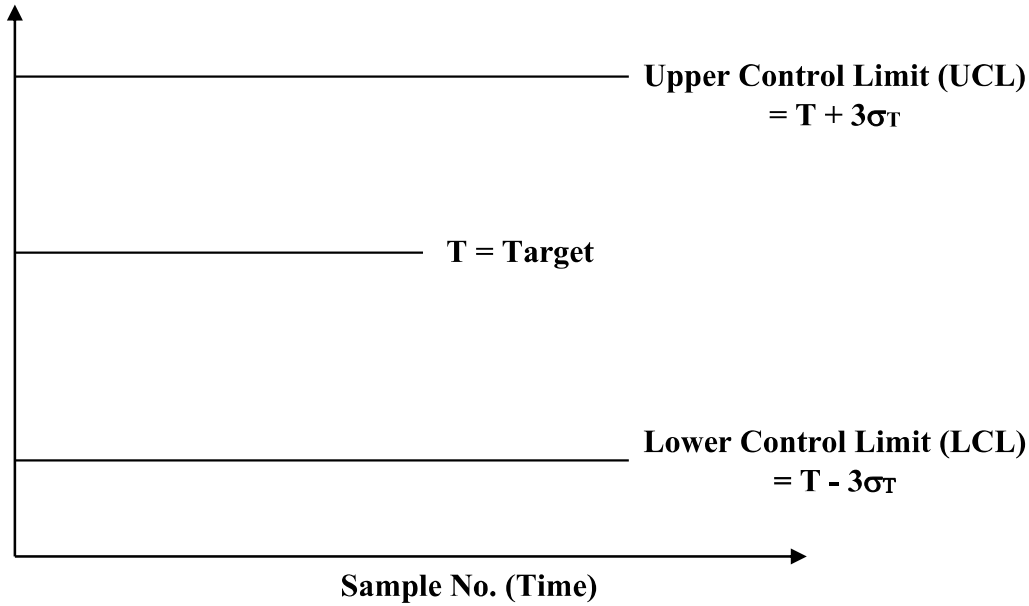 Upper Control Limit (UCL)
= T + 3σT
T = Target
Lower Control Limit (LCL)
= T - 3σT
Sample No. (Time)